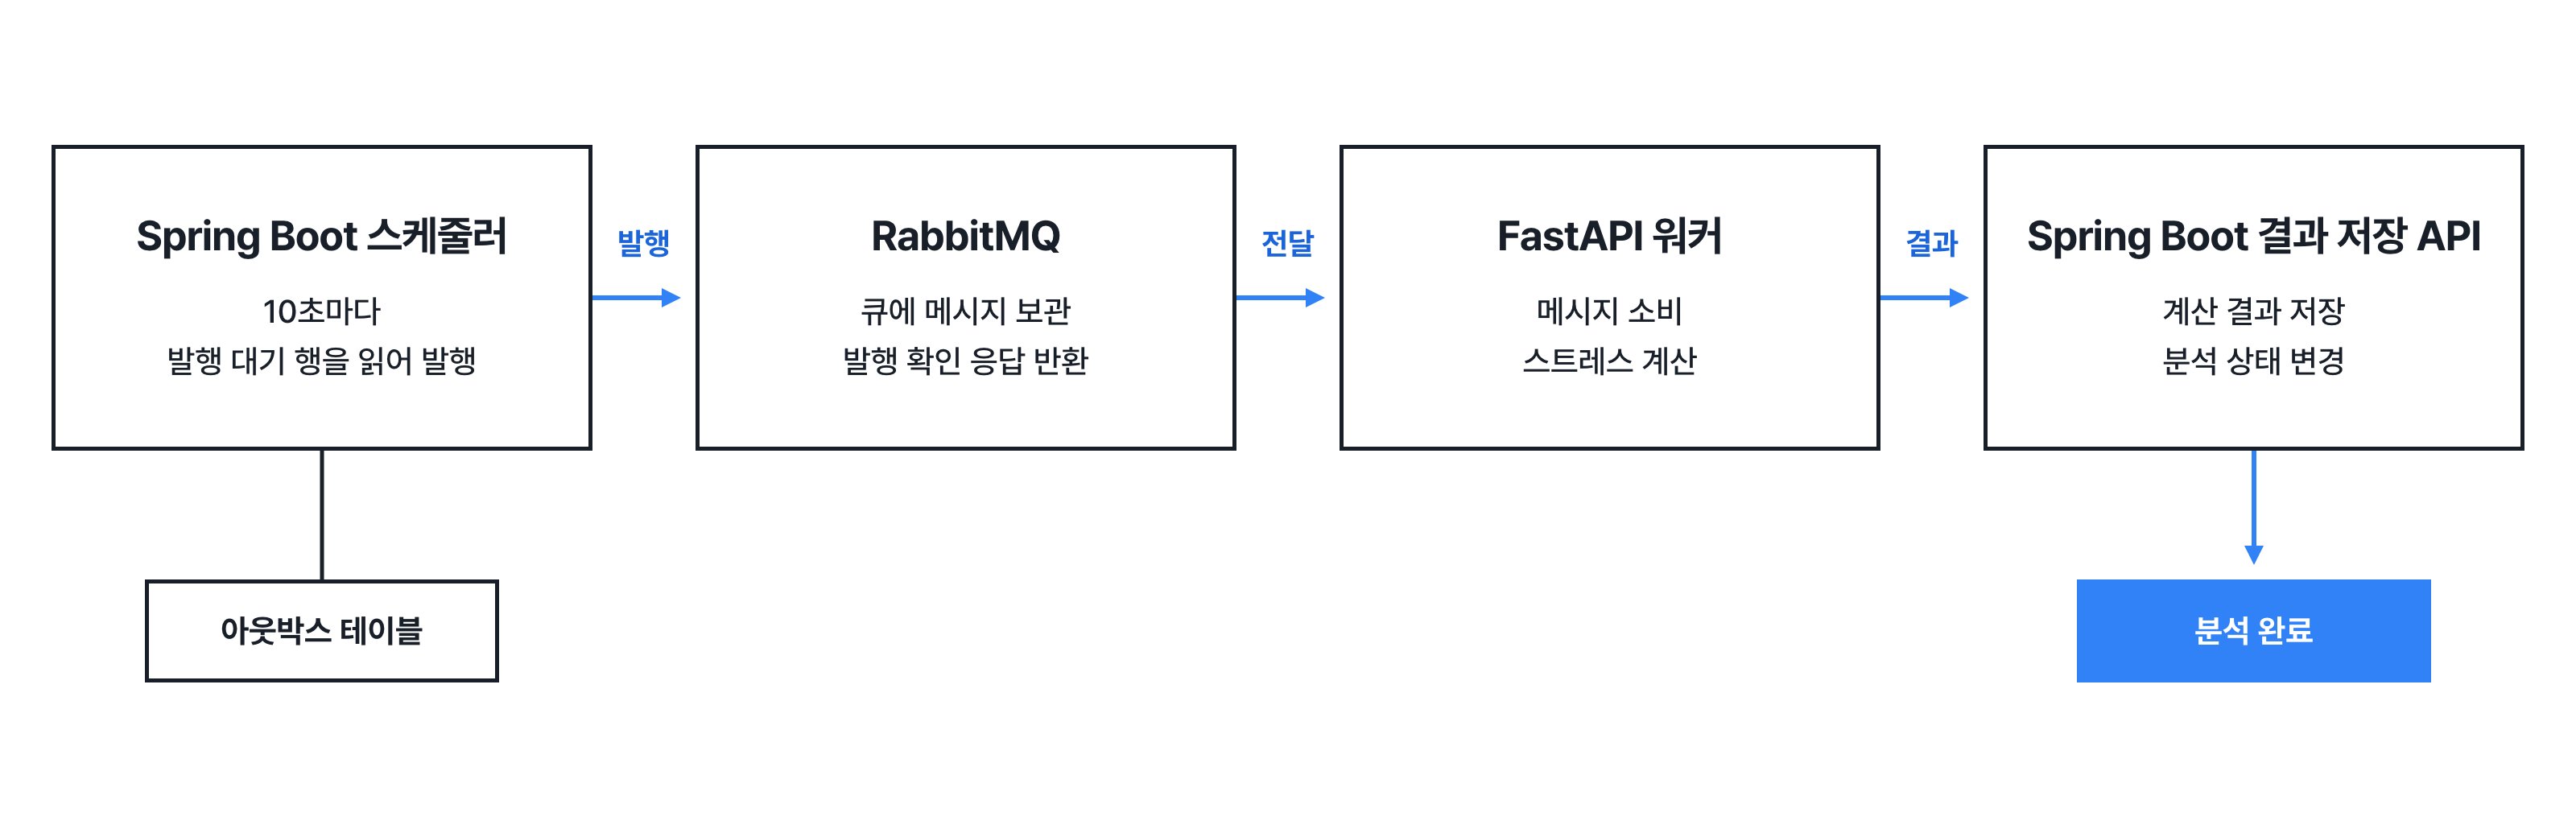 Spring Boot 스케줄러
10초마다
발행 대기 행을 읽어 발행
발행
RabbitMQ
큐에 메시지 보관
발행 확인 응답 반환
전달
FastAPI 워커
메시지 소비
스트레스 계산
결과
Spring Boot 결과 저장 API
계산 결과 저장
분석 상태 변경
아웃박스 테이블
분석 완료